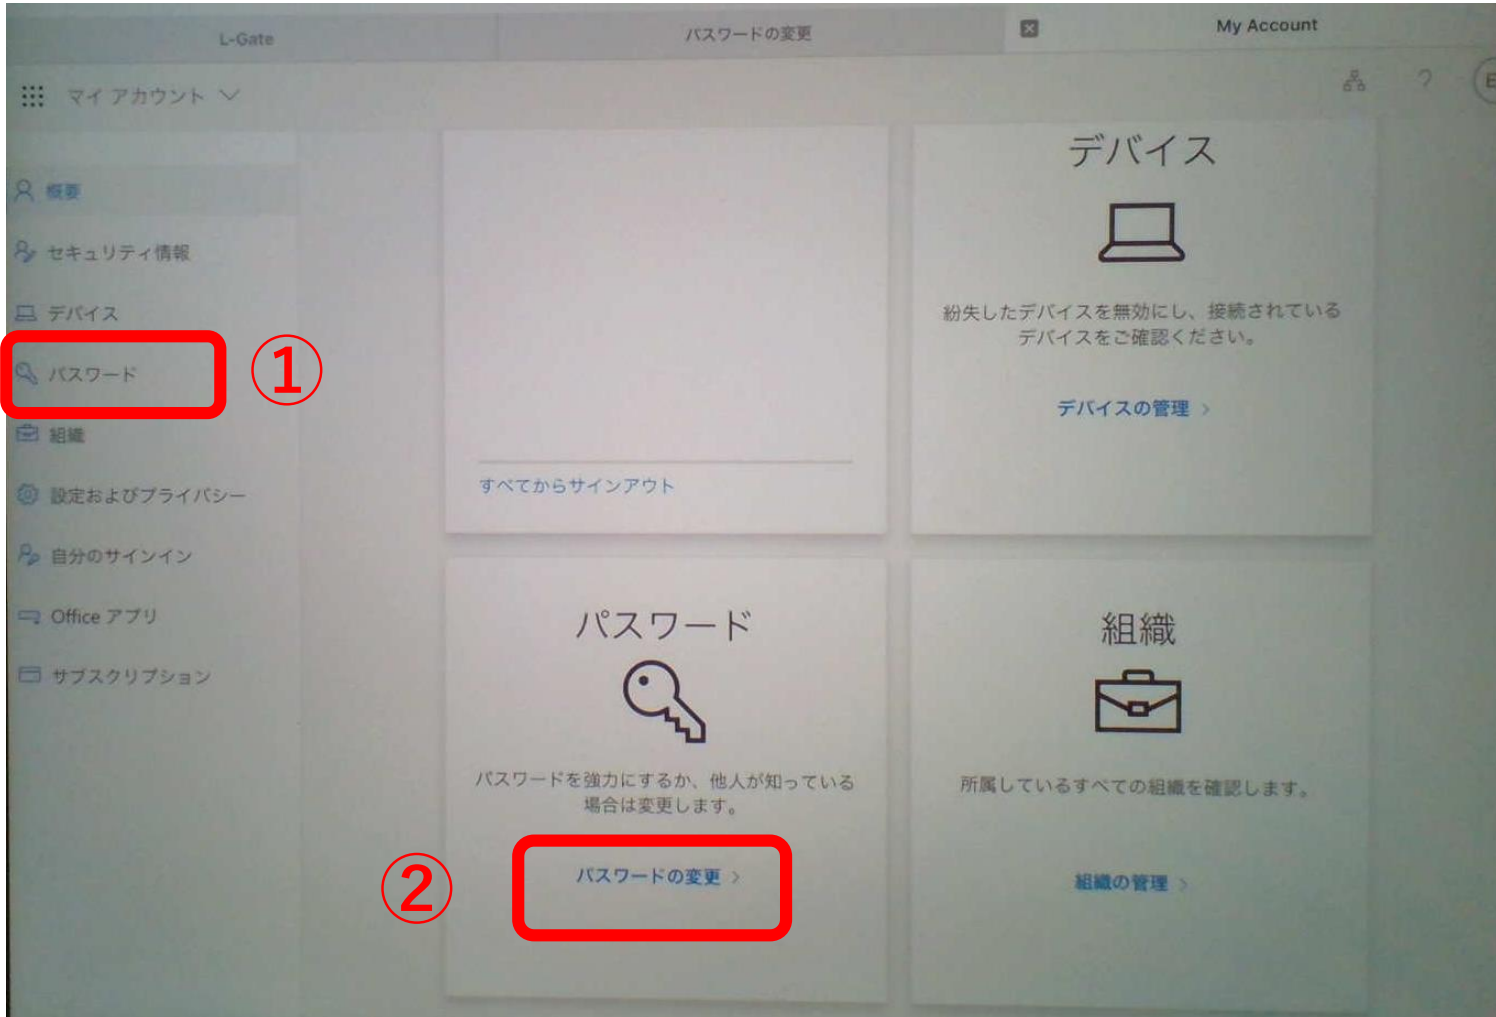 L-Gate
パスワードの変更
My Account
マイ アカウント
概要
セキュリティ情報
デバイス
パスワード
①
組織
設定およびプライバシー
自分のサインイン
Office アプリ
サブスクリプション
すべてからサインアウト
デバイス
紛失したデバイスを無効にし、接続されている
デバイスをご確認ください。
デバイスの管理 >
パスワード
パスワードを強力にするか、他人が知っている
場合は変更します。
②
パスワードの変更 >
組織
所属しているすべての組織を確認します。
組織の管理 >
?